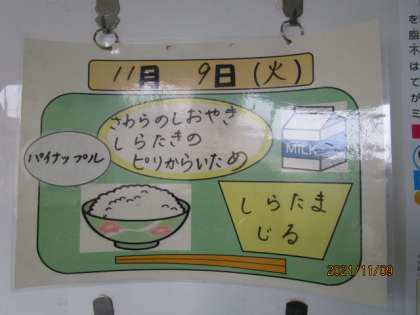 11月 9日(火)
さわらのしおやき
しらたきの
ピリからいため
パイナップル
MILK
しらたま
じる
2021/11/09